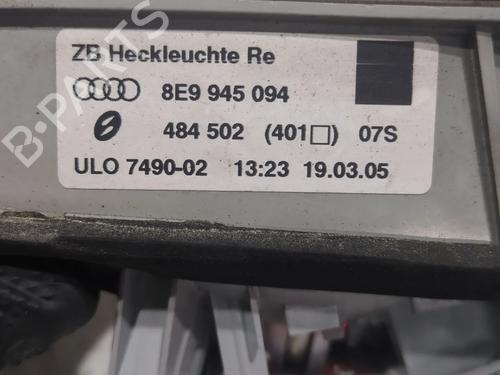 ZB Heckleuchte Re
8E9 945 094
484 502 (401□) 07S
ULO 7490-02 13:23 19.03.05
B-PARTS